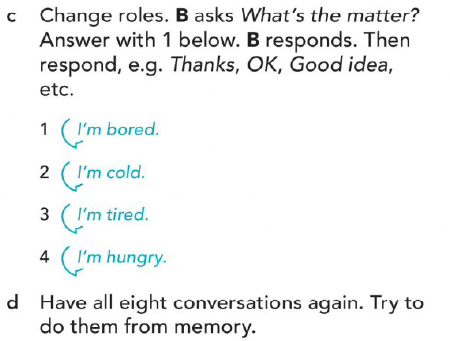 c Change roles. B asks What's the matter?
Answer with 1 below. B responds. Then
respond, e.g. Thanks, OK, Good idea,
etc.
1 I'm bored.
2 I'm cold.
3 I'm tired.
4 I'm hungry.
d Have all eight conversations again. Try to
do them from memory.